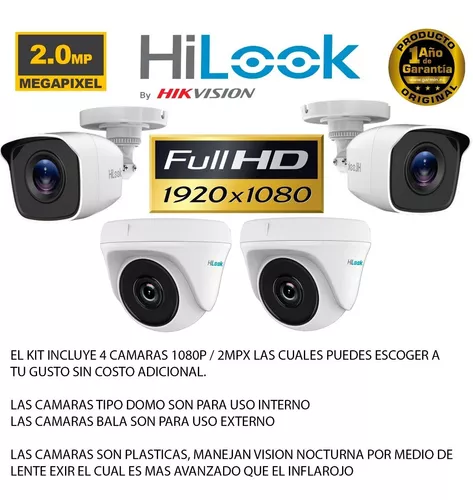 2.0MP
MEGAPIXEL
HiLook
By HIKVISION
PRODUCTO
1 Año
de Garantía
ORIGINAL
Full HD
1920x1080
HiLook
HiLook
HiLook
EL KIT INCLUYE 4 CAMARAS 1080P / 2MPX LAS CUALES PUEDES ESCOGER A
TU GUSTO SIN COSTO ADICIONAL.
LAS CAMARAS TIPO DOMO SON PARA USO INTERNO
LAS CAMARAS BALA SON PARA USO EXTERNO
LAS CAMARAS SON PLASTICAS, MANEJAN VISION NOCTURNA POR MEDIO DE
LENTE EXIR EL CUAL ES MAS AVANZADO QUE EL INFLAROJO